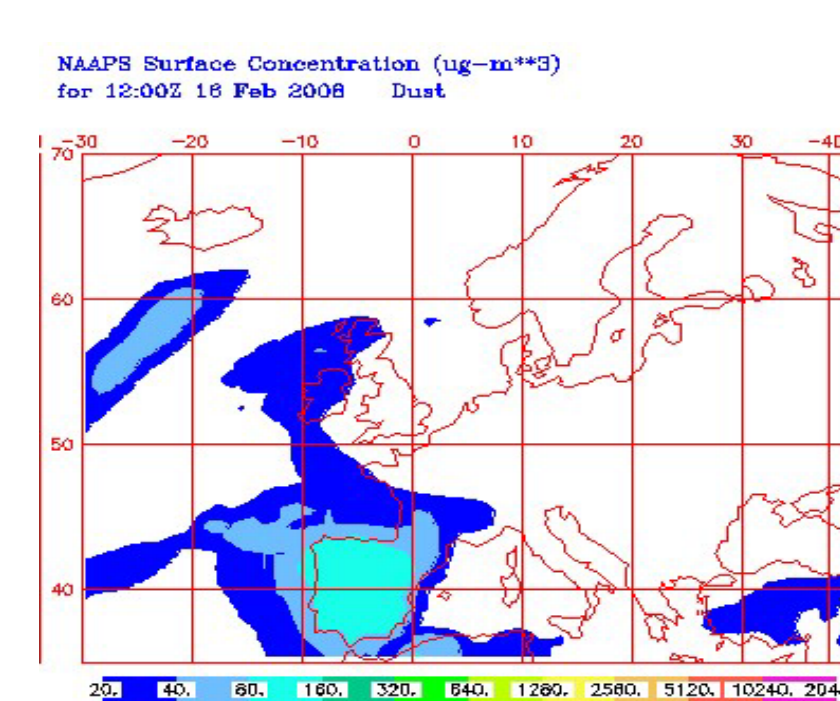 NAAPS Surface Concentration (ug-m**3)
for 12:00Z 16 Feb 2008 Dust
-30 -20 -10 0 10 20 30 -40
70
60
50
40
20. 40. 80. 160. 320. 640. 1280. 2560. 5120. 10240. 204